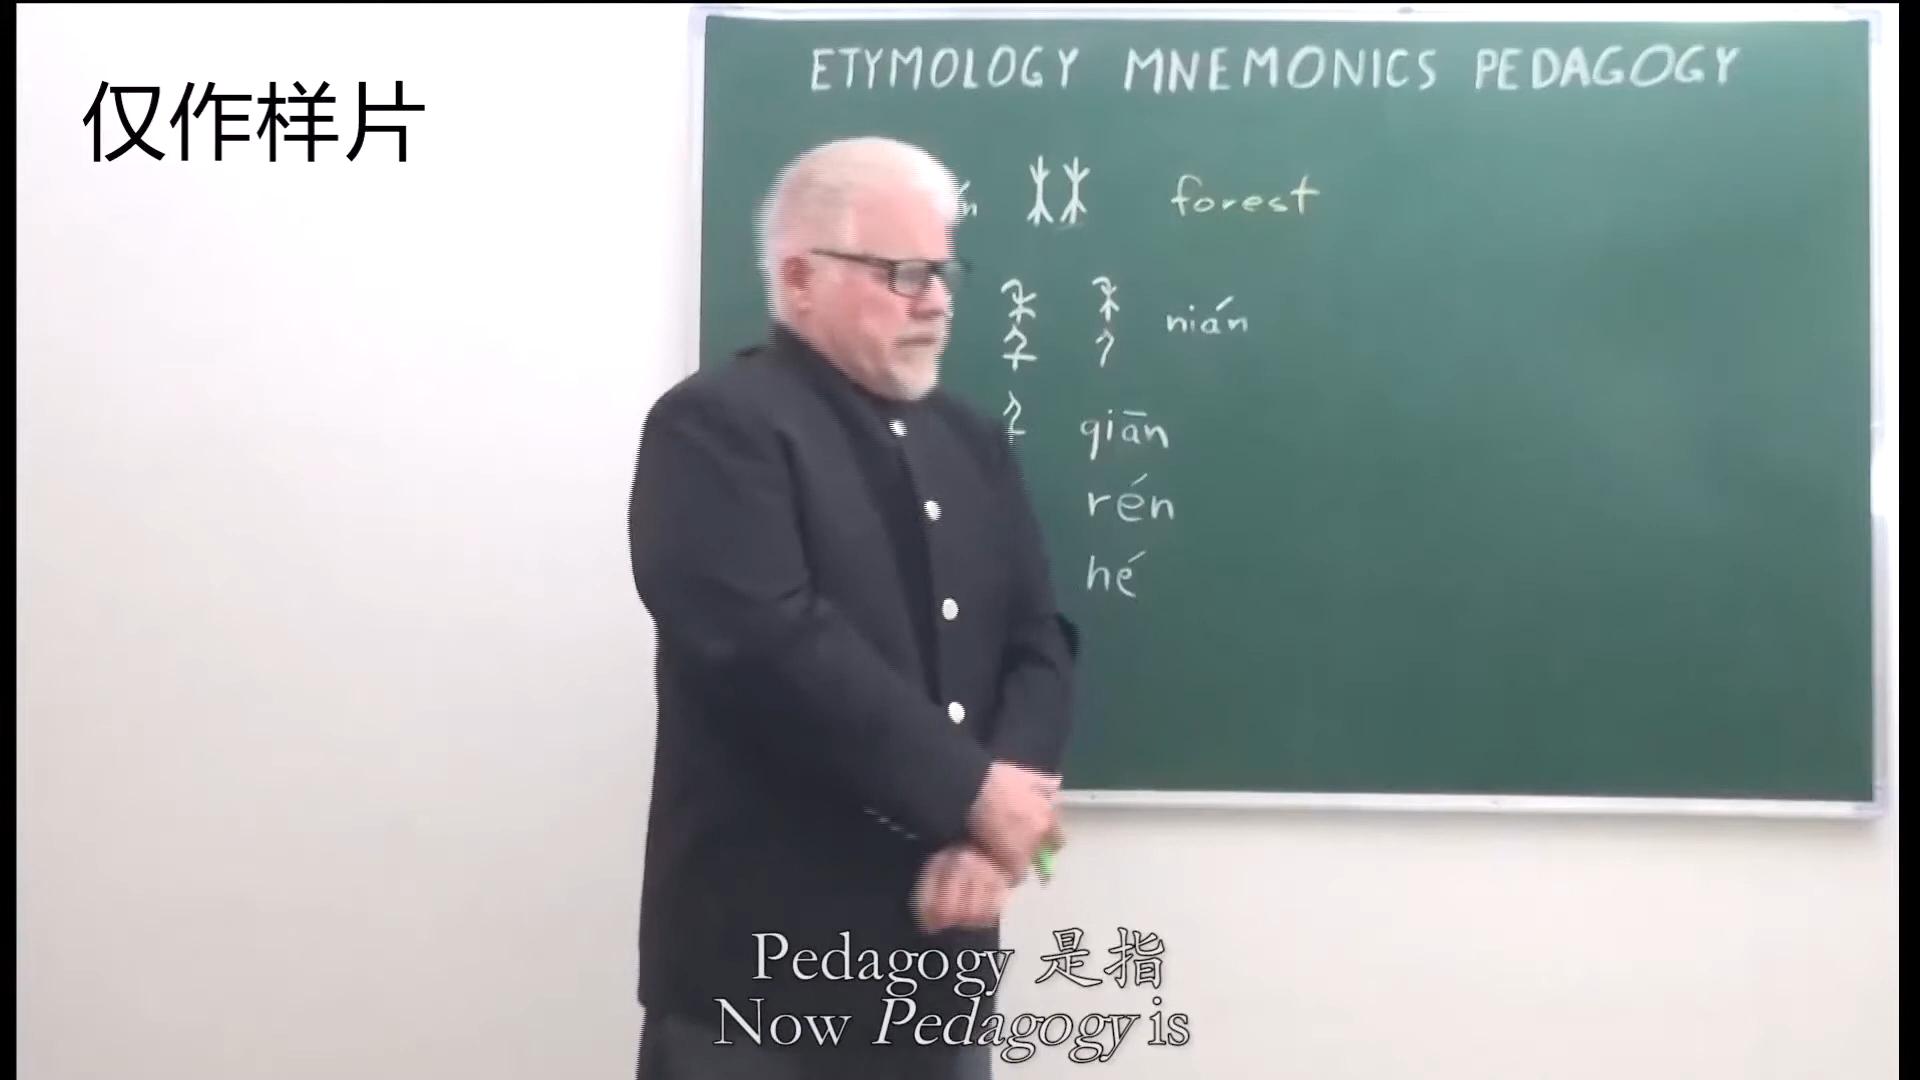 仅作样片
ETYMOLOGY MNEMONICS PEDAGOGY
forest
nián
qiān
rén
hé
Pedagogy 是指
Now Pedagogy is